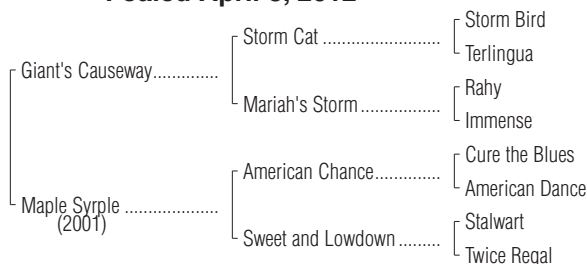 Foaled April 8, 2012
Storm Bird
Storm Cat ........................
Terlingua
Giant's Causeway..............
Rahy
Mariah's Storm .................
Immense
Cure the Blues
American Chance..............
American Dance
Maple Syrple ....................
(2001)
Stalwart
Sweet and Lowdown .........
Twice Regal